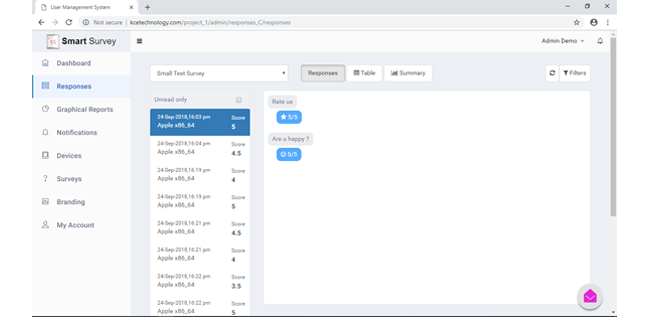 User Management System
Not secure | kcetechnology.com/project_1/admin/responses_C/responses
Smart Survey
Admin Demo
Dashboard
Responses
Graphical Reports
Notifications
Devices
Surveys
Branding
My Account
Small Test Survey
Responses
Table
Summary
Filters
Unread only
24-Sep-2018,16:03 pm Score
Apple x86_64 5
24-Sep-2018,16:04 pm Score
Apple x86_64 4.5
24-Sep-2018,16:19 pm Score
Apple x86_64 4
24-Sep-2018,16:19 pm Score
Apple x86_64 5
24-Sep-2018,16:21 pm Score
Apple x86_64 4.5
24-Sep-2018,16:21 pm Score
Apple x86_64 4
24-Sep-2018,16:22 pm Score
Apple x86_64 3.5
24-Sep-2018,16:22 pm Score
Apple x86_64 5
Rate us
5/5
Are u happy ?
5/5